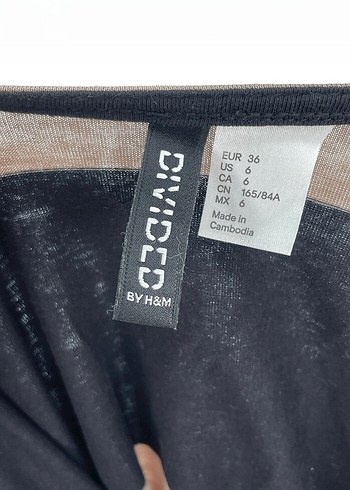 DIVIDED
BY H&M
EUR 36
US 6
CA 6
CN 165/84A
MX 6
Made in
Cambodia